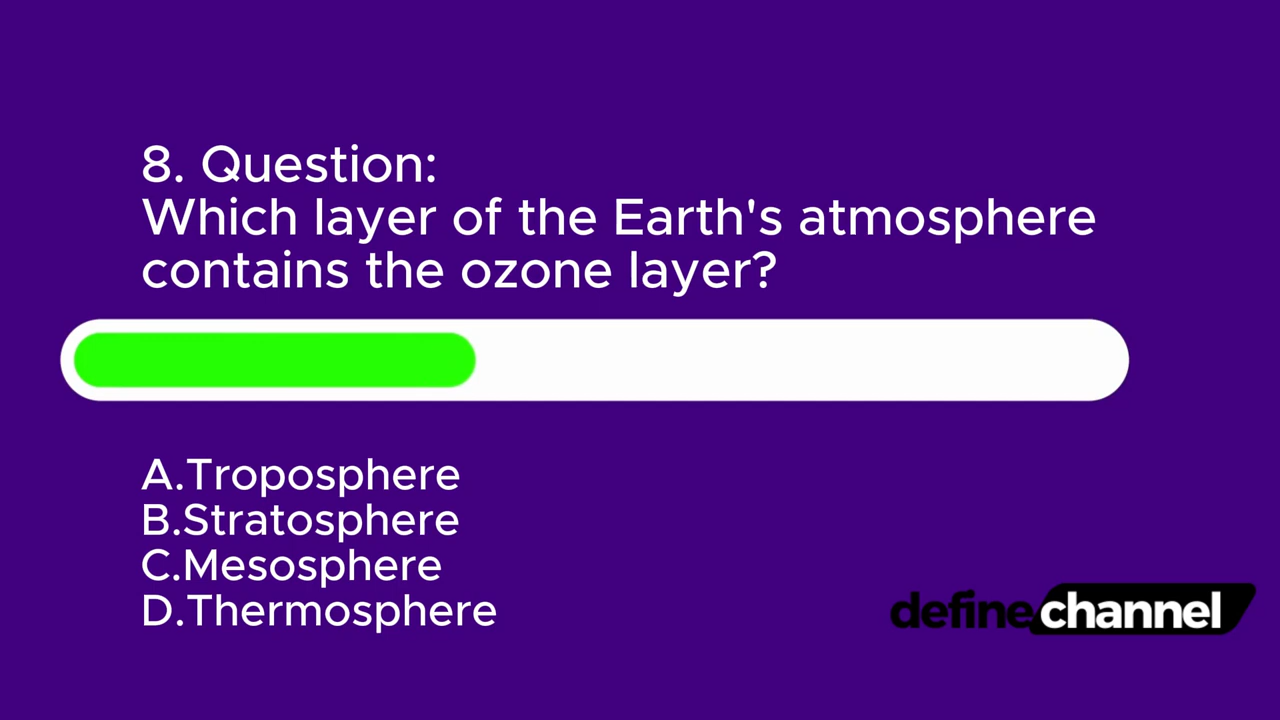 8. Question:
Which layer of the Earth's atmosphere
contains the ozone layer?
A.Troposphere
B.Stratosphere
C.Mesosphere
D.Thermosphere
definechannel